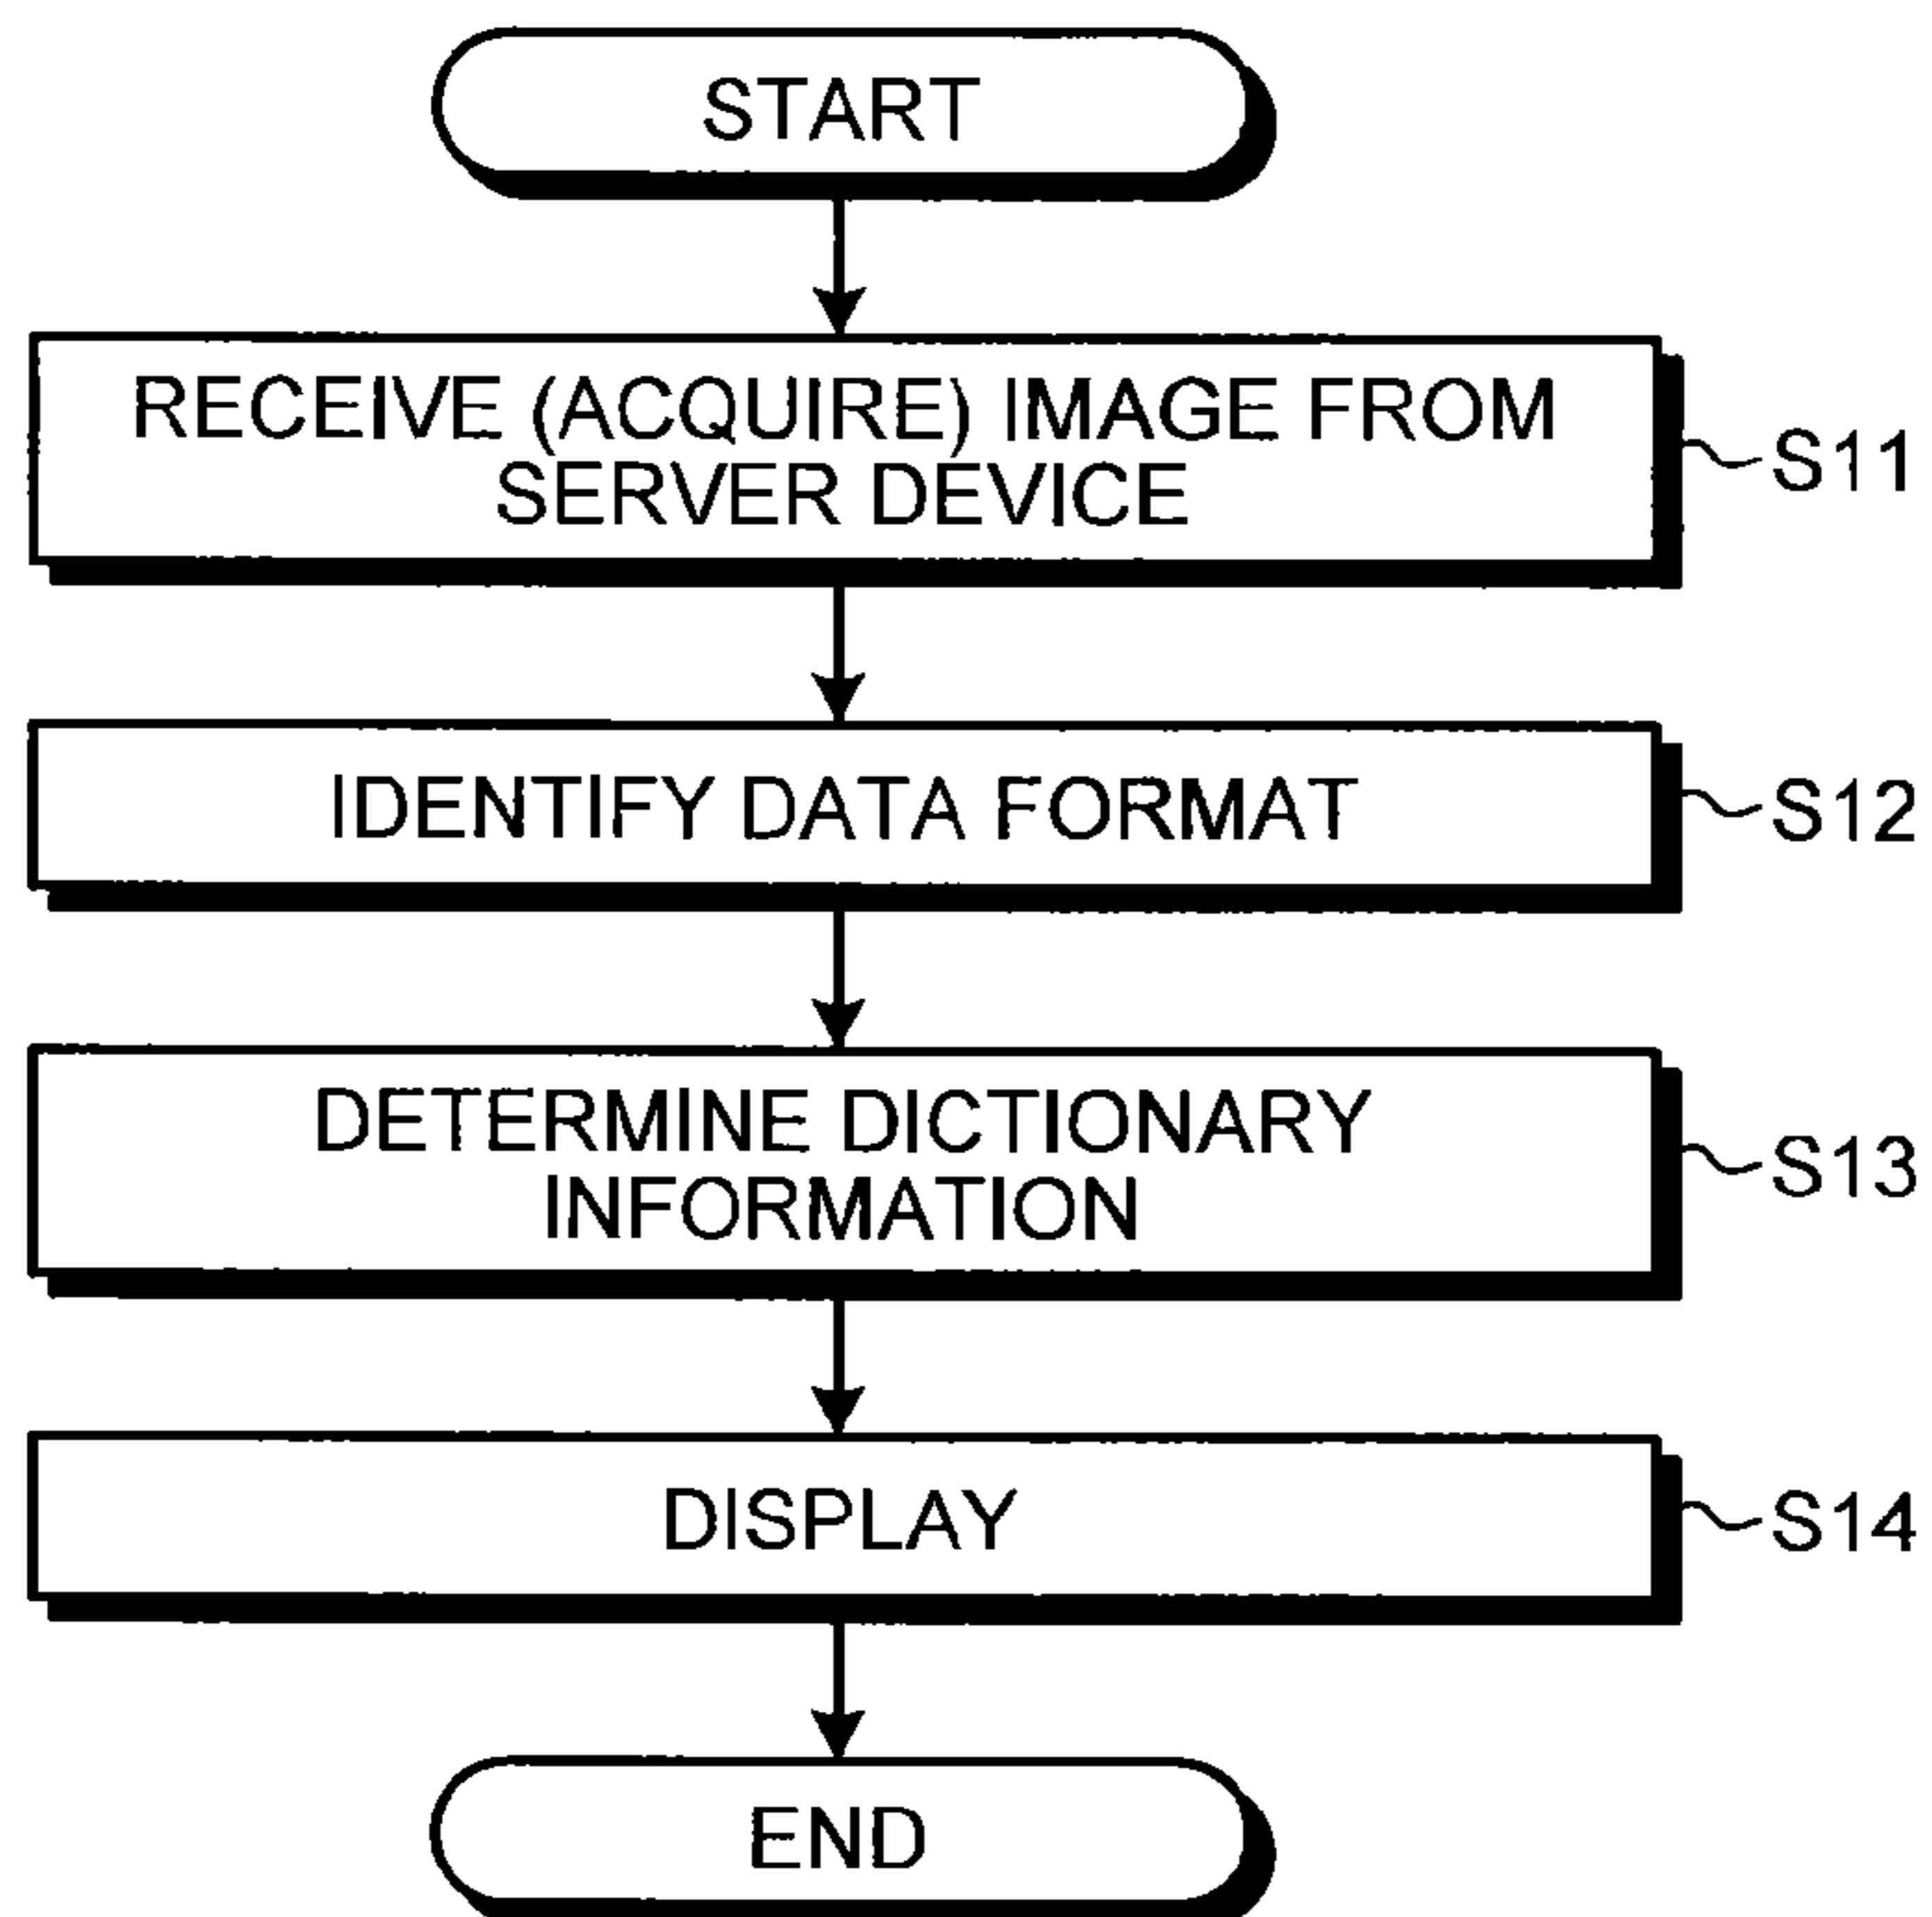 START
RECEIVE (ACQUIRE) IMAGE FROM
SERVER DEVICE
S11
IDENTIFY DATA FORMAT
S12
DETERMINE DICTIONARY
INFORMATION
S13
DISPLAY
S14
END